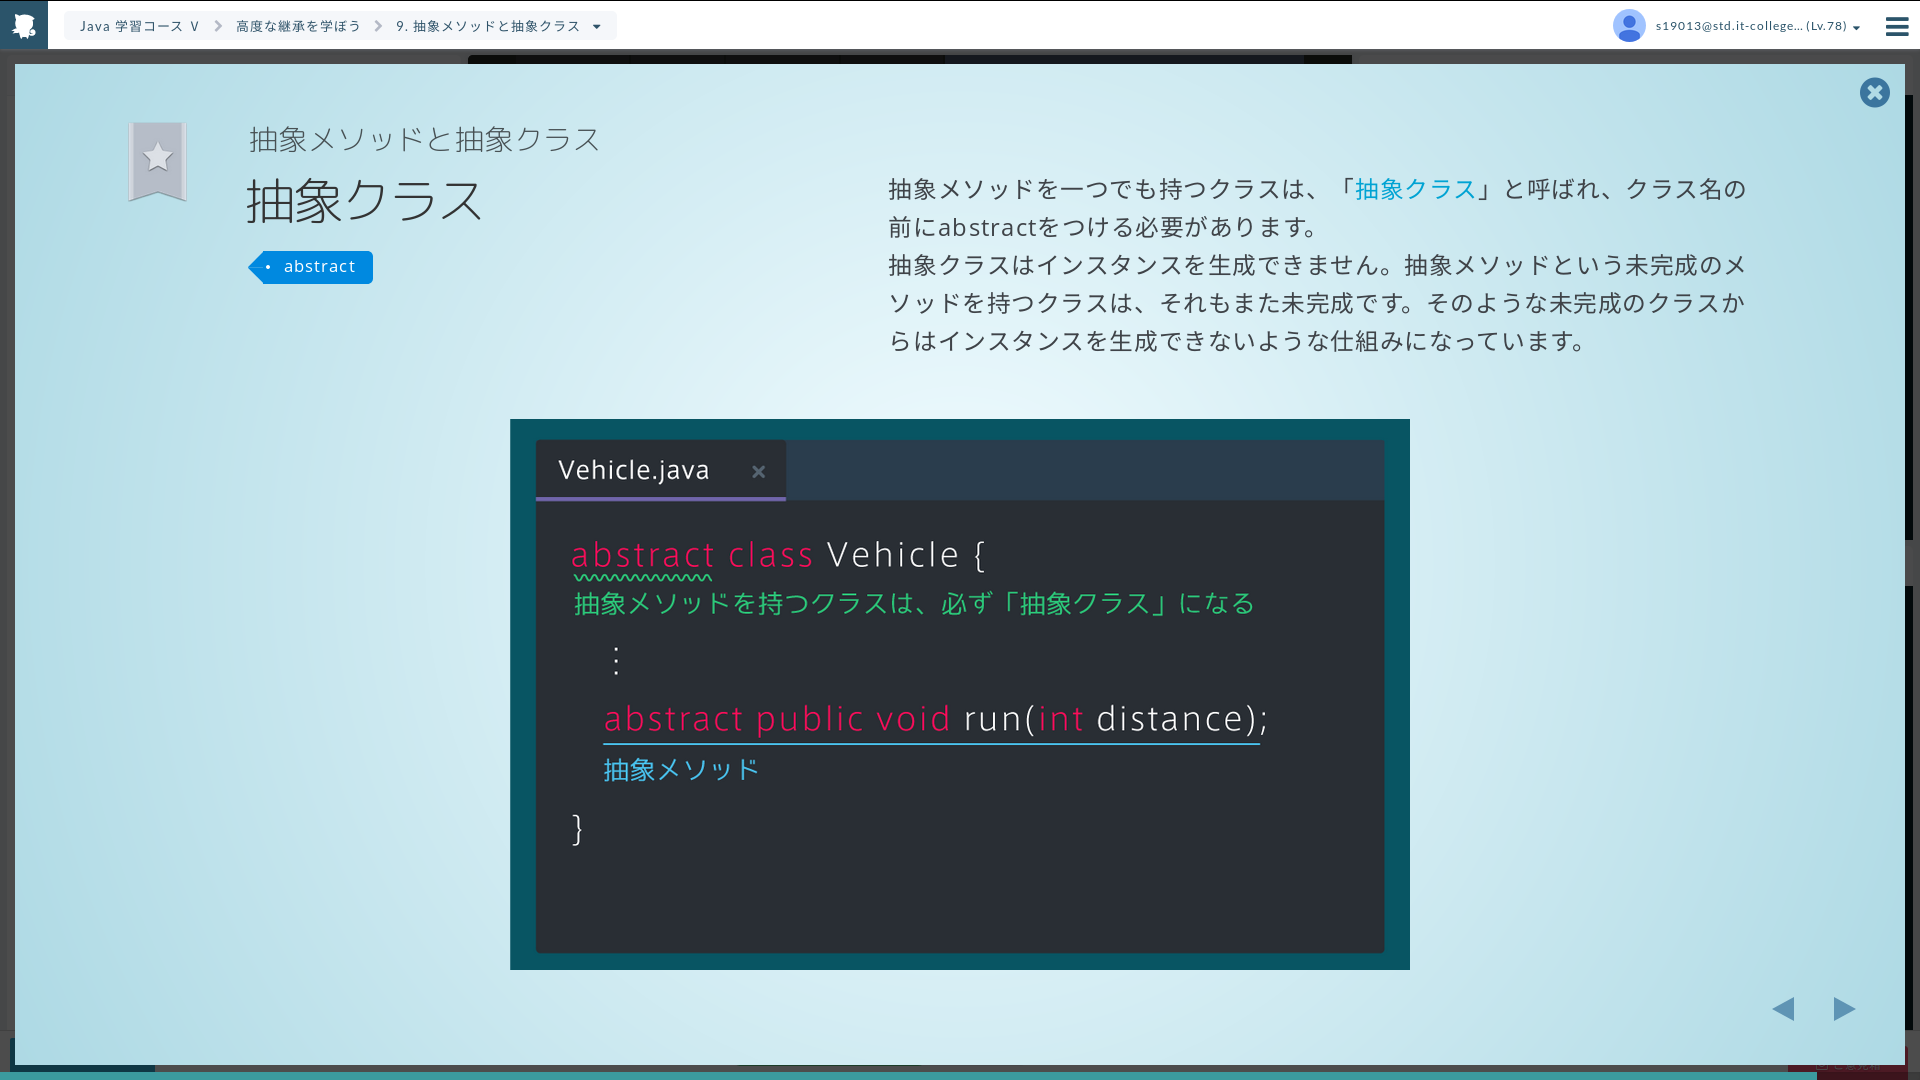 Java 学習コース Ⅴ
高度な継承を学ぼう
9. 抽象メソッドと抽象クラス
s19013@std.it-college... (Lv.78)
抽象メソッドと抽象クラス
抽象クラス
abstract
抽象メソッドを一つでも持つクラスは、「抽象クラス」と呼ばれ、クラス名の
前にabstractをつける必要があります。
抽象クラスはインスタンスを生成できません。抽象メソッドという未完成のメ
ソッドを持つクラスは、それもまた未完成です。そのような未完成のクラスか
らはインスタンスを生成できないような仕組みになっています。
Vehicle.java
abstract class Vehicle {
抽象メソッドを持つクラスは、必ず「抽象クラス」になる
⋮
abstract public void run(int distance);
抽象メソッド
}